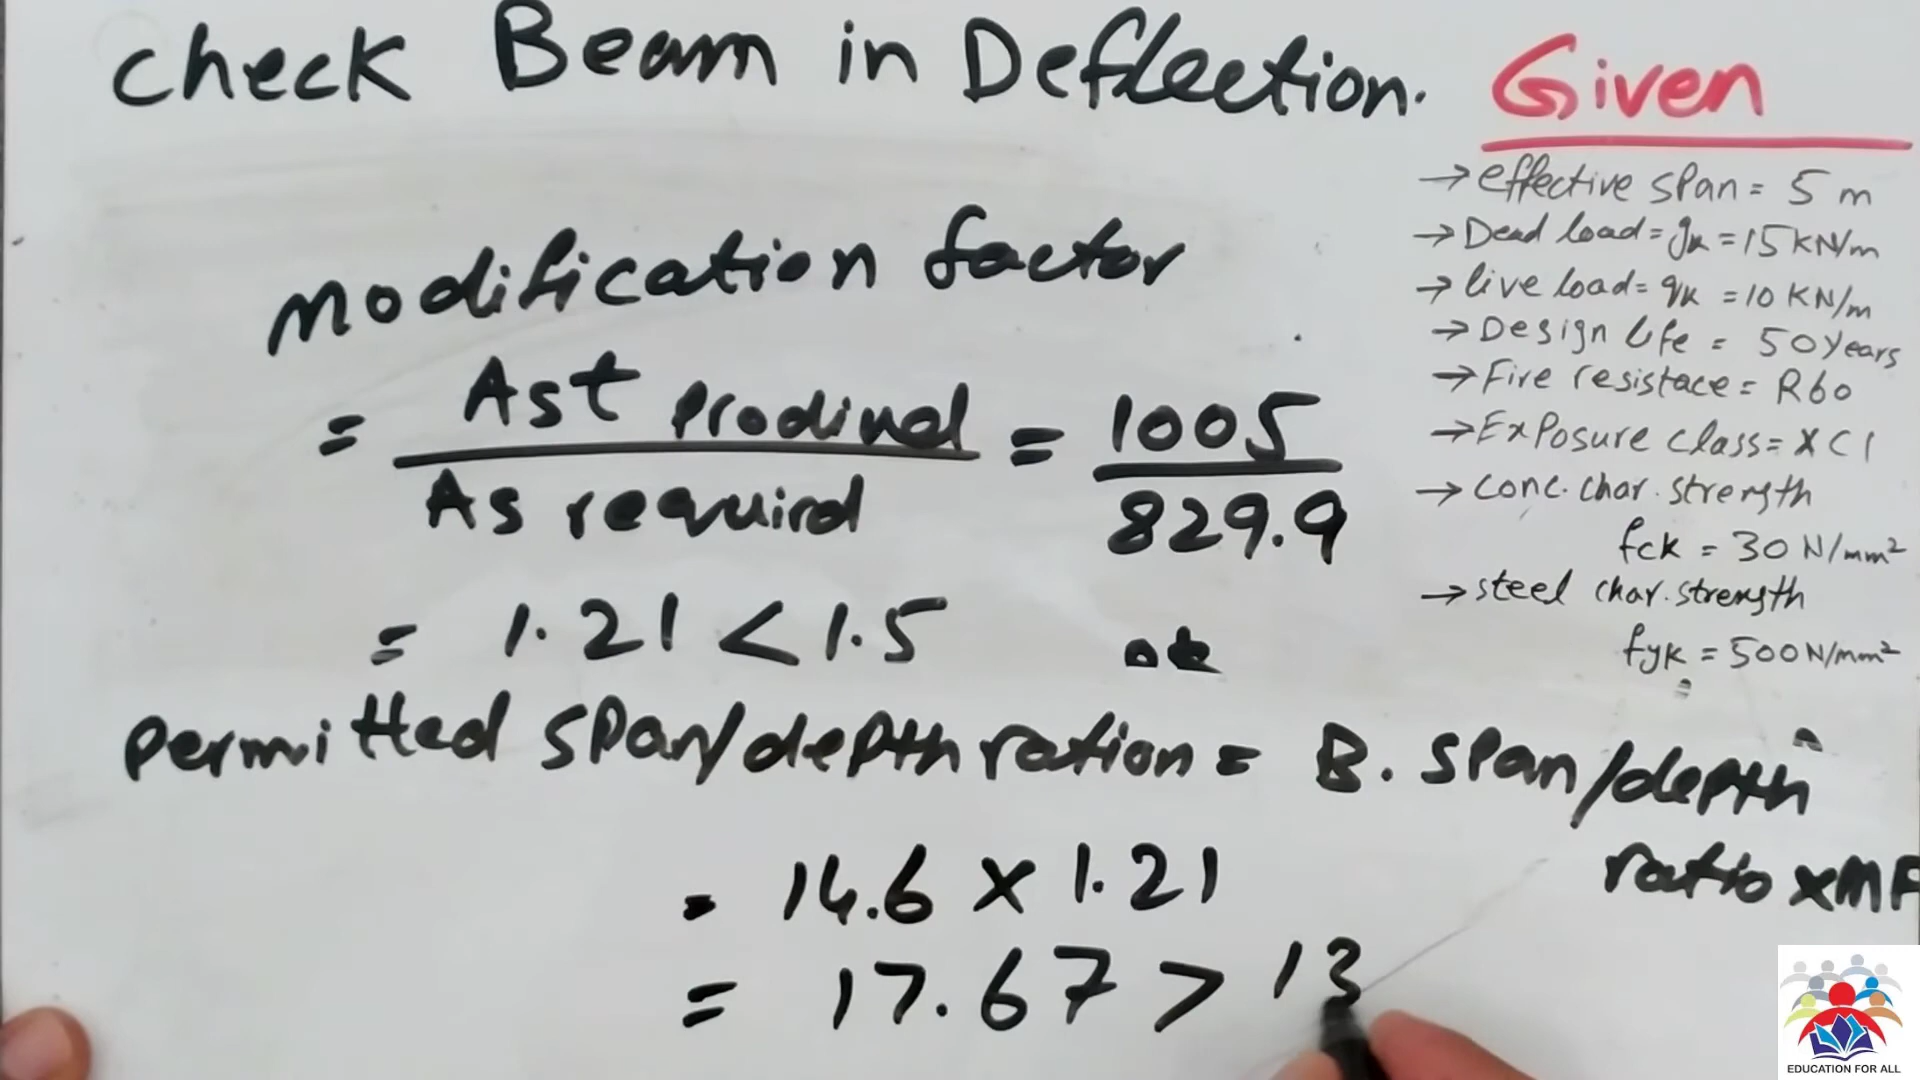 Check Beam in Deflection.
Modification factor
= Ast Prodived / As required = 1005 / 829.9
= 1.21 < 1.5 ok
Permitted span/depth ration = B. span/depth
ratio x MF
= 14.6 x 1.21
= 17.67 > 13
Given
→ effective span = 5 m
→ Dead load = gk = 15 KN/m
→ live load = qk = 10 KN/m
→ Design life = 50 years
→ Fire resistace = R60
→ Exposure class = XC1
→ conc. char. strength
fck = 30 N/mm²
→ steel char. strength
fyk = 500 N/mm²
EDUCATION FOR ALL